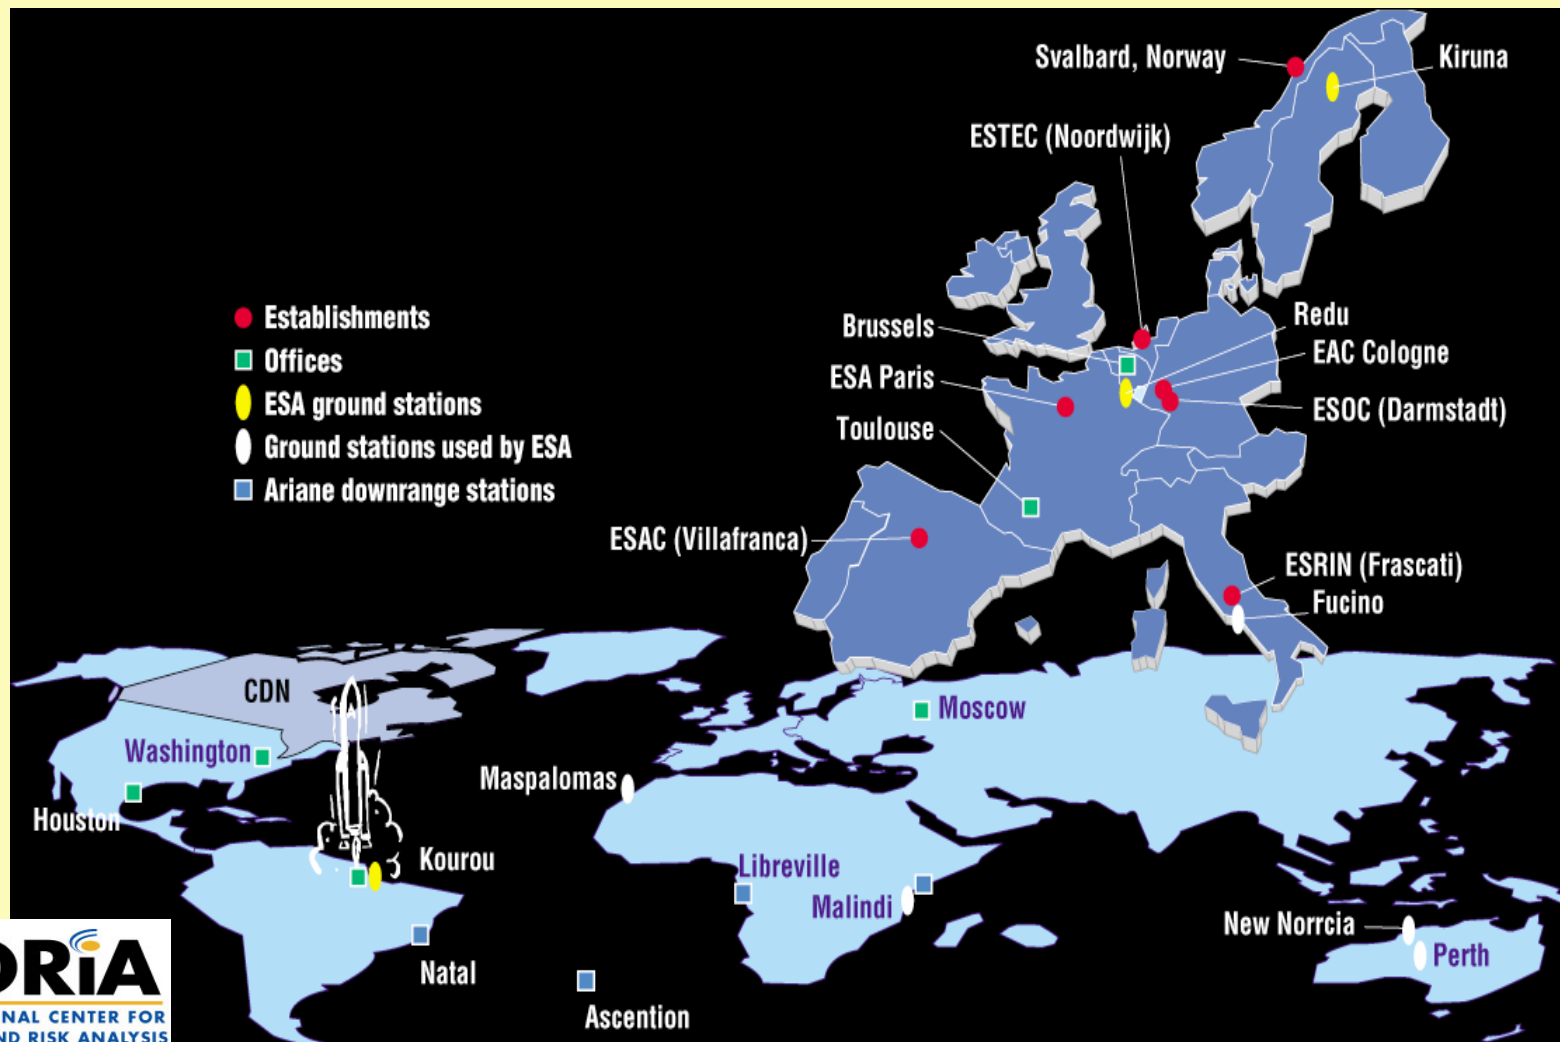 Svalbard, Norway
Kiruna
ESTEC (Noordwijk)
Establishments
Offices
ESA ground stations
Ground stations used by ESA
Ariane downrange stations
Brussels
Redu
EAC Cologne
ESA Paris
ESOC (Darmstadt)
Toulouse
ESAC (Villafranca)
ESRIN (Frascati)
Fucino
CDN
Moscow
Washington
Houston
Maspalomas
Kourou
Libreville
Malindi
New Norrcia
Perth
Natal
Ascention
ORiA
NAL CENTER FOR
ND RISK ANALYSIS